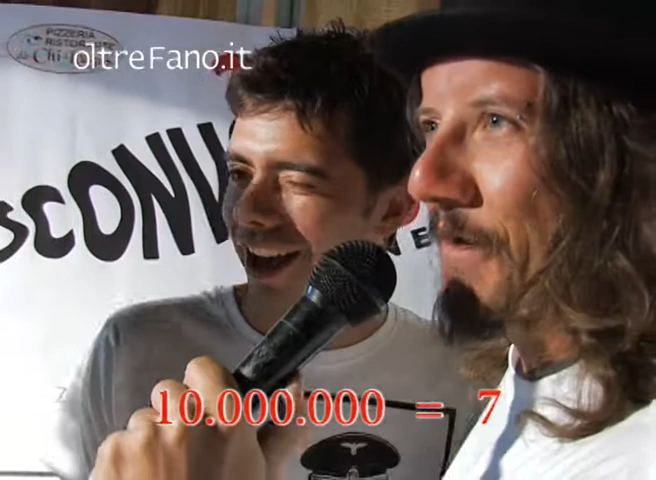 PIZZERIA
RISTORANTE
oltreFano.it
SCONV
10.000.000 = 7